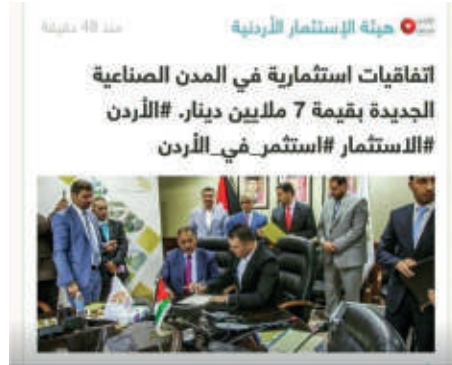 هيئة الإستثمار الأردنية
منذ 48 دقيقة
اتفاقيات استثمارية في المدن الصناعية
الجديدة بقيمة 7 ملايين دينار. #الأردن
#الاستثمار #استثمر_في_الأردن